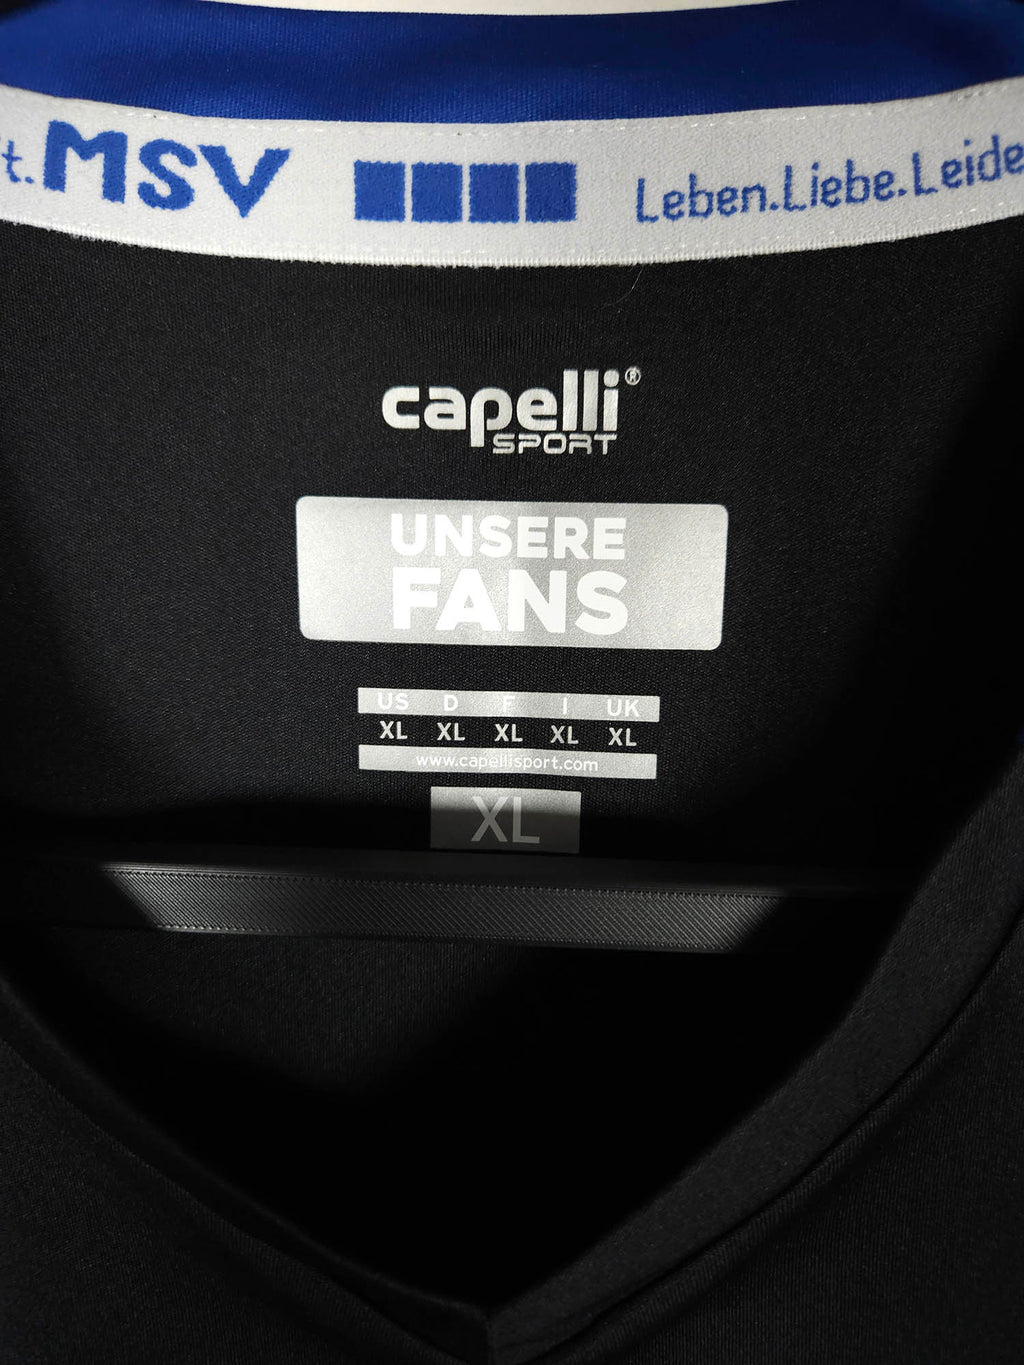 t. MSV Leben.Liebe.Leide
capelli®
SPORT
UNSERE
FANS
US D F I UK
XL XL XL XL XL
www.capellisport.com
XL